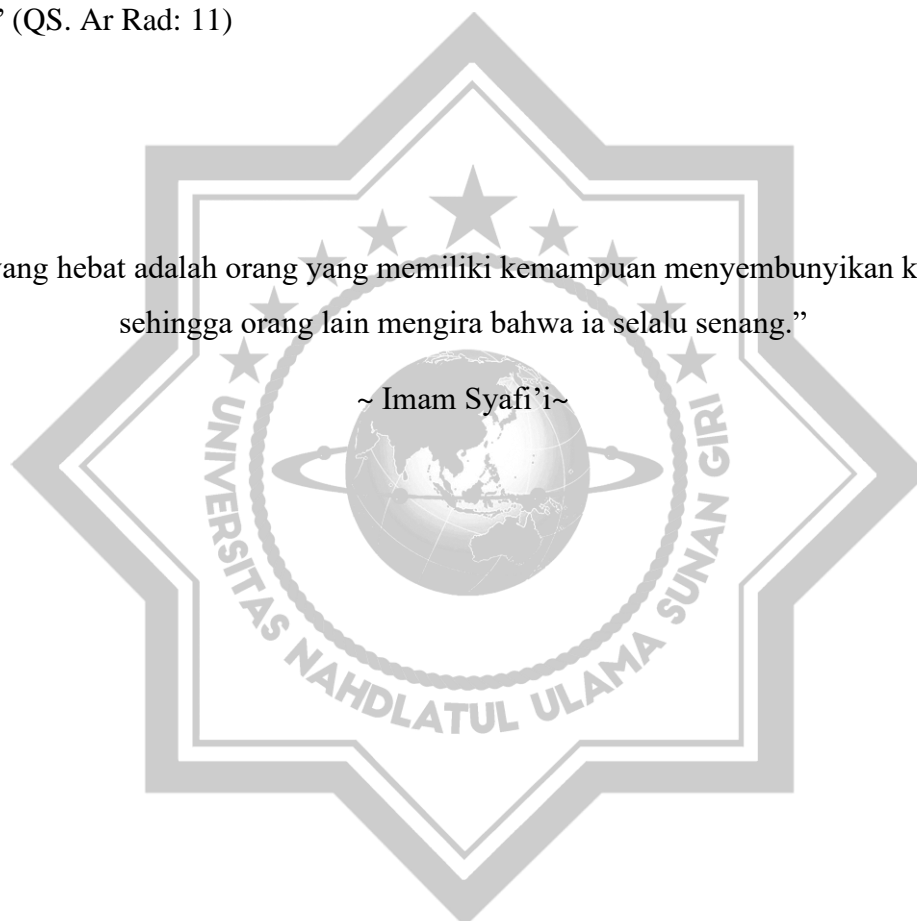 ” (QS. Ar Rad: 11)
yang hebat adalah orang yang memiliki kemampuan menyembunyikan k
sehingga orang lain mengira bahwa ia selalu senang.”
~ Imam Syafi’i~
UNIVERSITAS NAHDLATUL ULAMA SUNAN GIRI